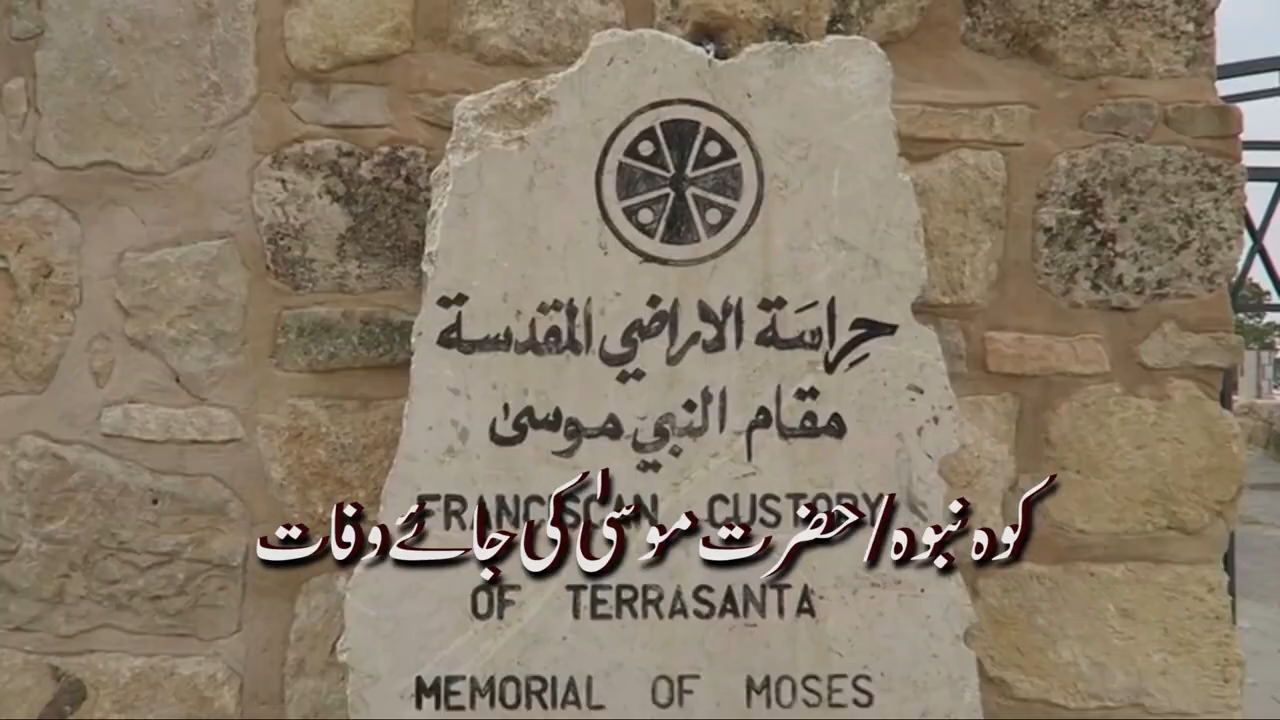 حِراسَة الاراضي المقدسة
مقام النبي موسىٰ
FRANCISCAN CUSTODY
کوہ نبوہ/حضرت موسیٰ کی جائے وفات
OF TERRASANTA
MEMORIAL OF MOSES